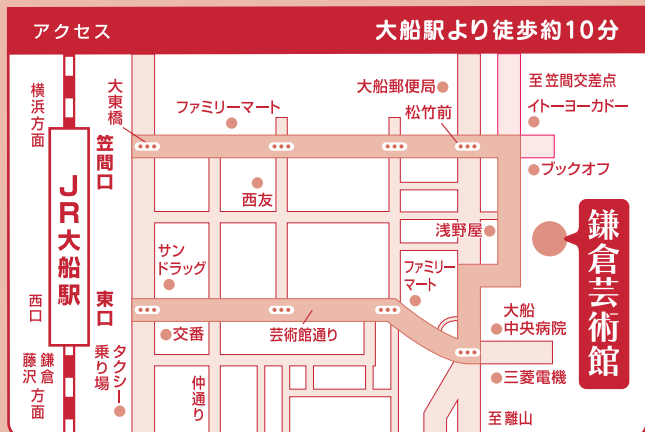 アクセス
大船駅より徒歩約10分
横浜方面
大東橋
ファミリーマート
大船郵便局
松竹前
至笠間交差点
イトーヨーカドー
笠間口
ブックオフ
西友
JR大船駅
浅野屋
鎌倉芸術館
サン
ドラッグ
ファミリー
マート
西口
東口
大船
中央病院
交番
芸術館通り
鎌倉
藤沢
方面
タクシー
乗り場
仲通り
三菱電機
至離山